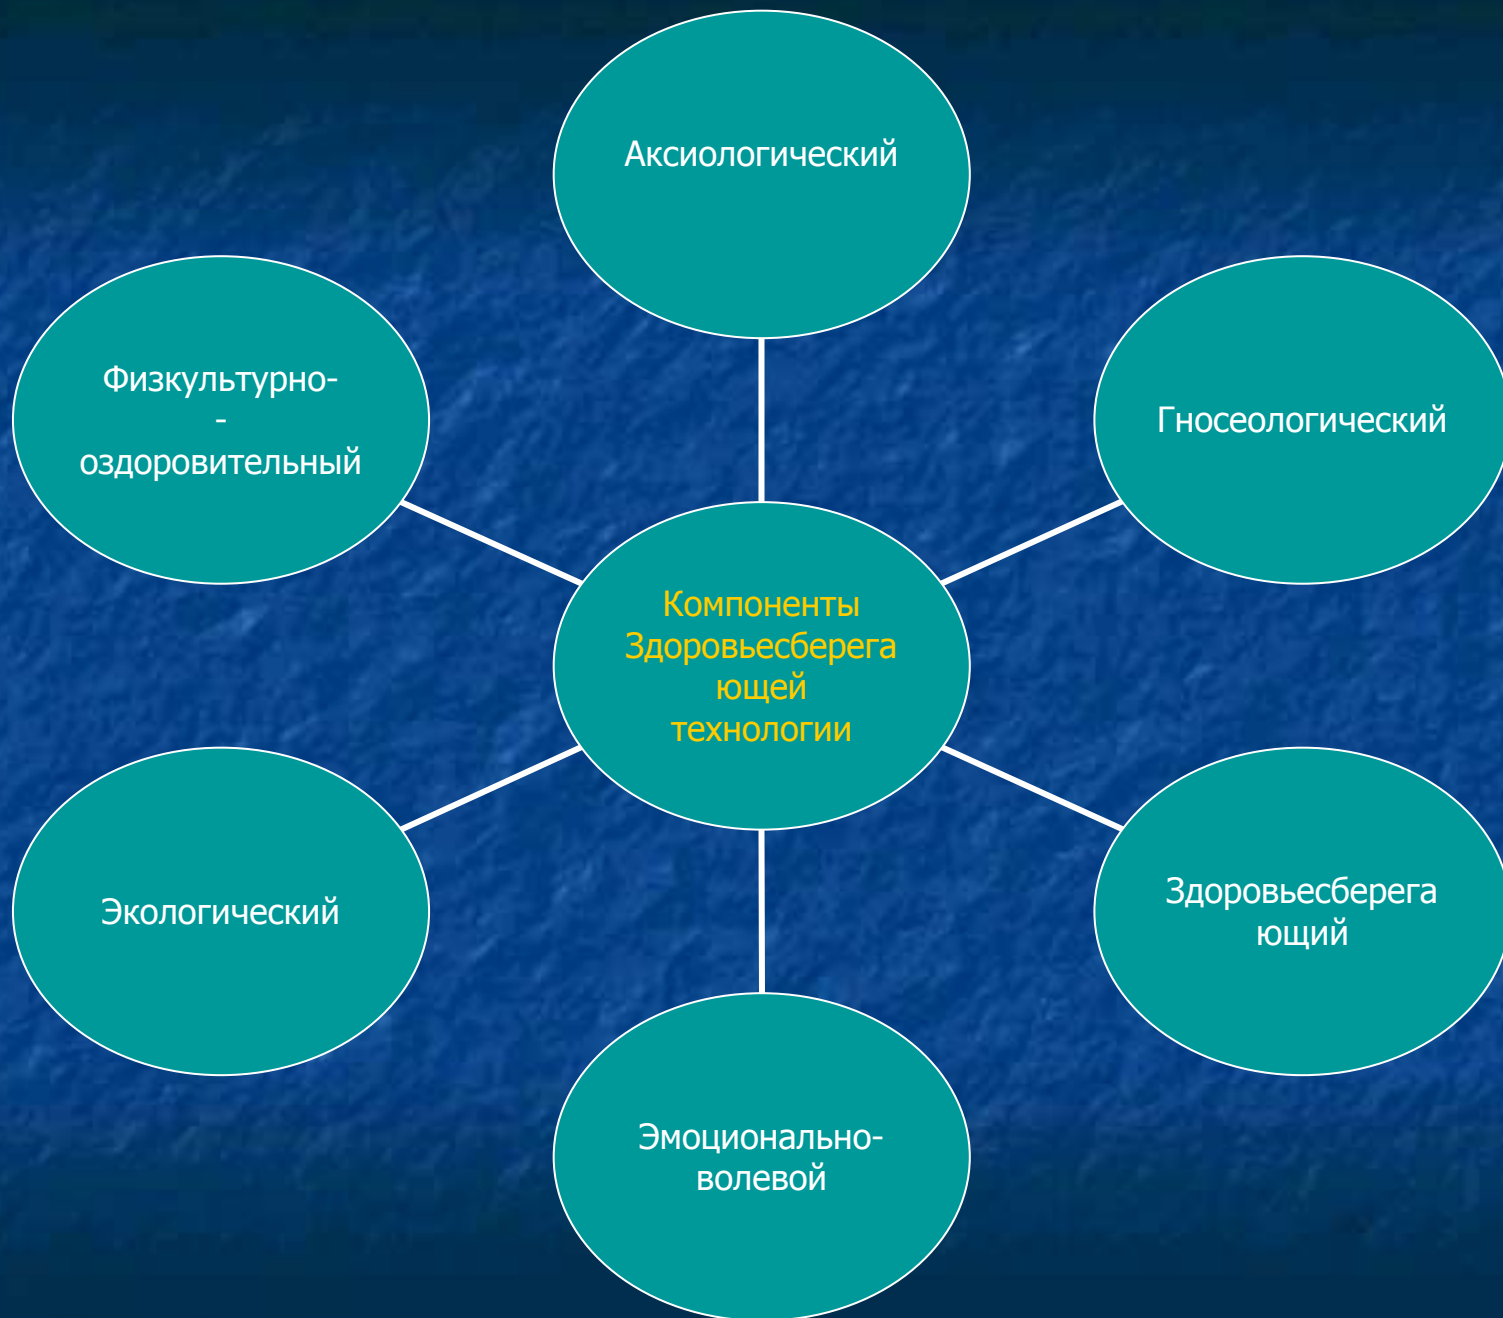 Аксиологический
Физкультурно-
-
оздоровительный
Гносеологический
Компоненты
Здоровьесберега
ющей
технологии
Экологический
Здоровьесберега
ющий
Эмоционально-
волевой